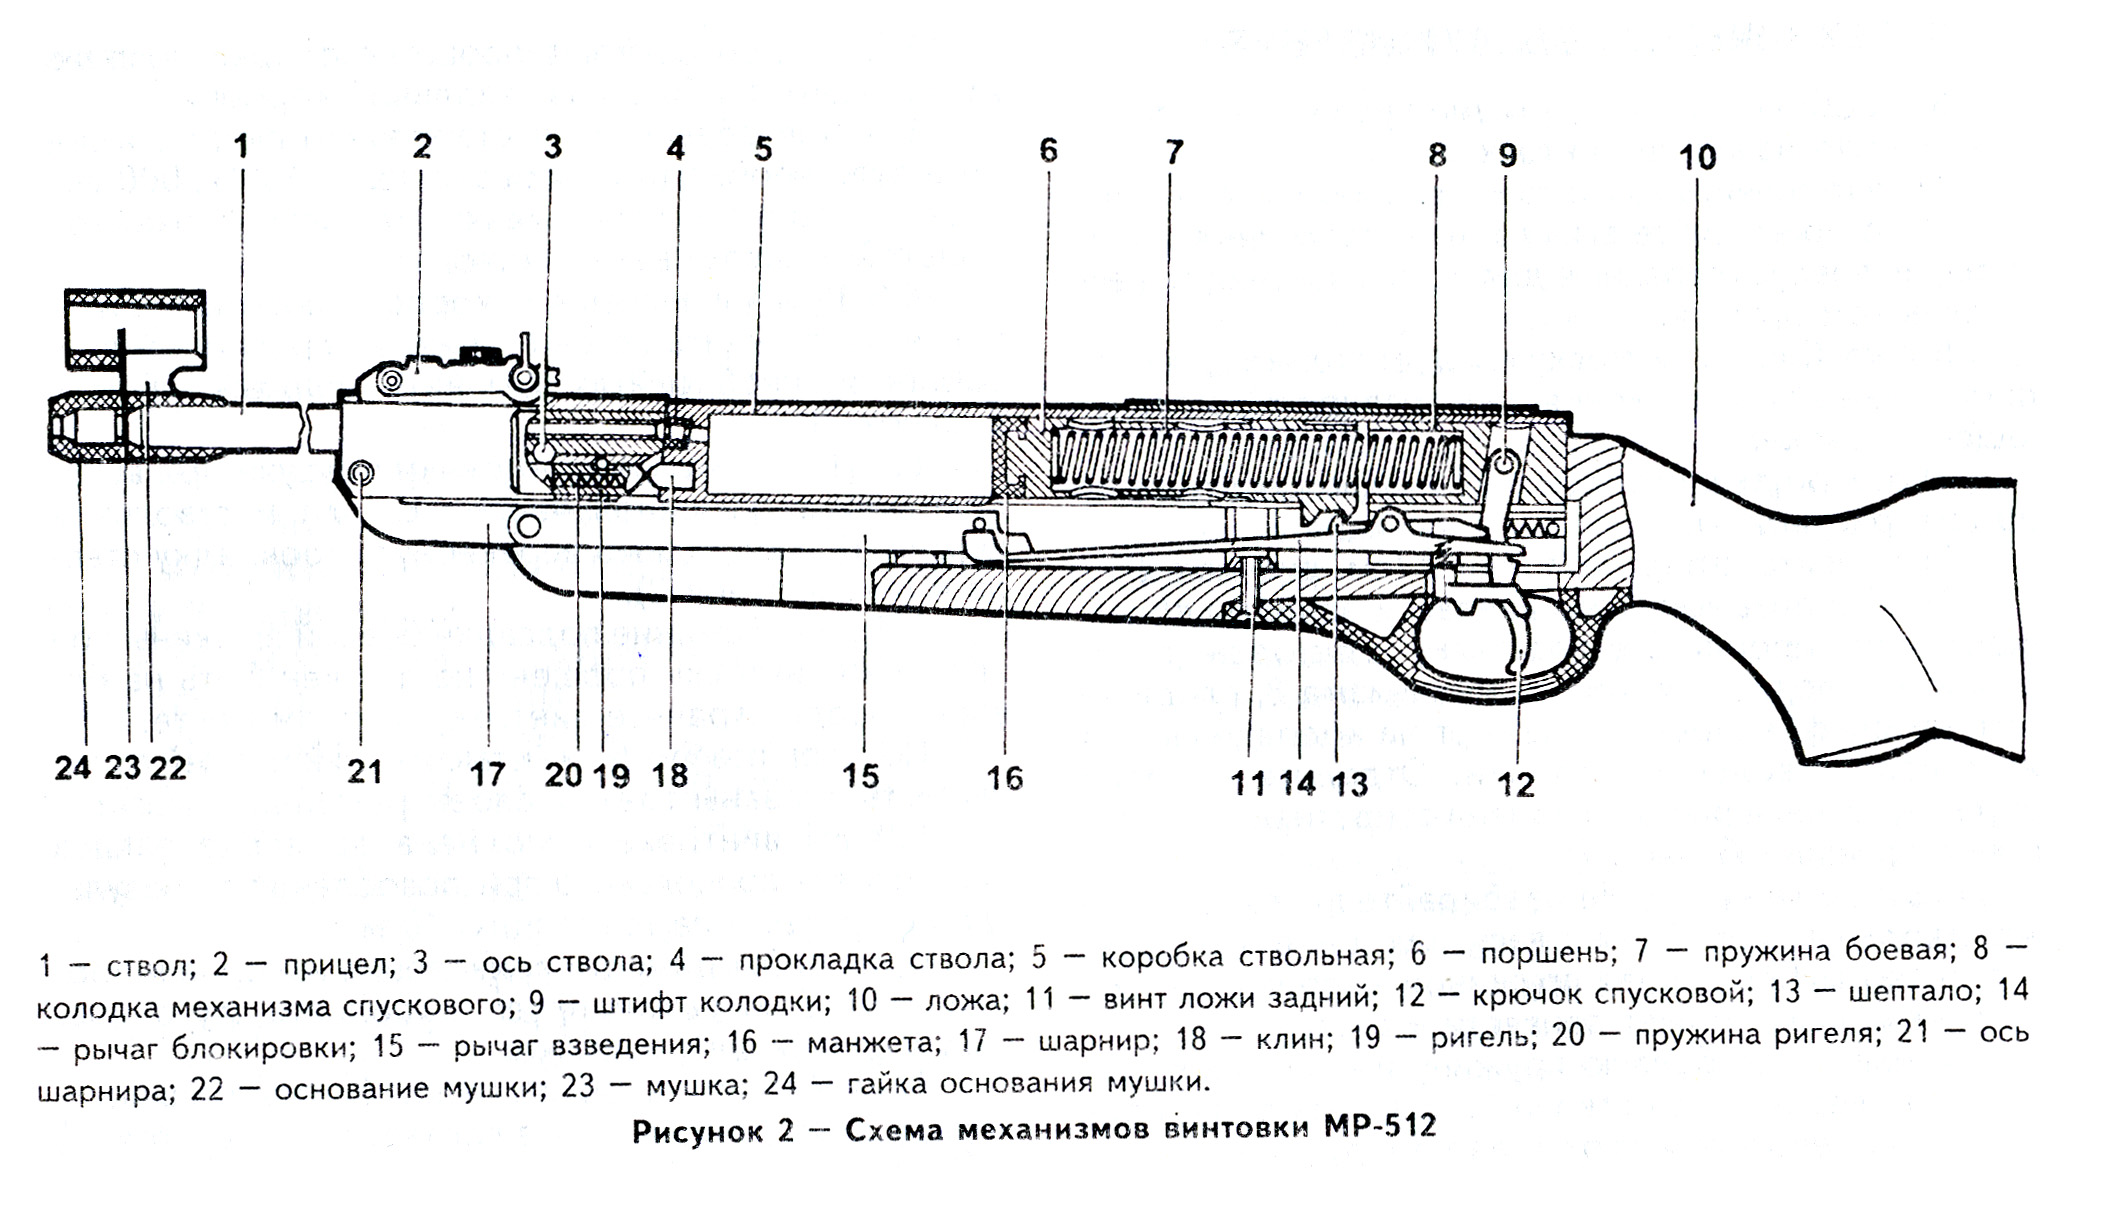 1 2 3 4 5 6 7 8 9 10
24 23 22 21 17 20 19 18 15 16 11 14 13 12
1 — ствол; 2 — прицел; 3 — ось ствола; 4 — прокладка ствола; 5 — коробка ствольная; 6 — поршень; 7 — пружина боевая; 8 —
колодка механизма спускового; 9 — штифт колодки; 10 — ложа; 11 — винт ложи задний; 12 — крючок спусковой; 13 — шептало; 14
— рычаг блокировки; 15 — рычаг взведения; 16 — манжета; 17 — шарнир; 18 — клин; 19 — ригель; 20 — пружина ригеля; 21 — ось
шарнира; 22 — основание мушки; 23 — мушка; 24 — гайка основания мушки.
Рисунок 2 — Схема механизмов винтовки МР-512